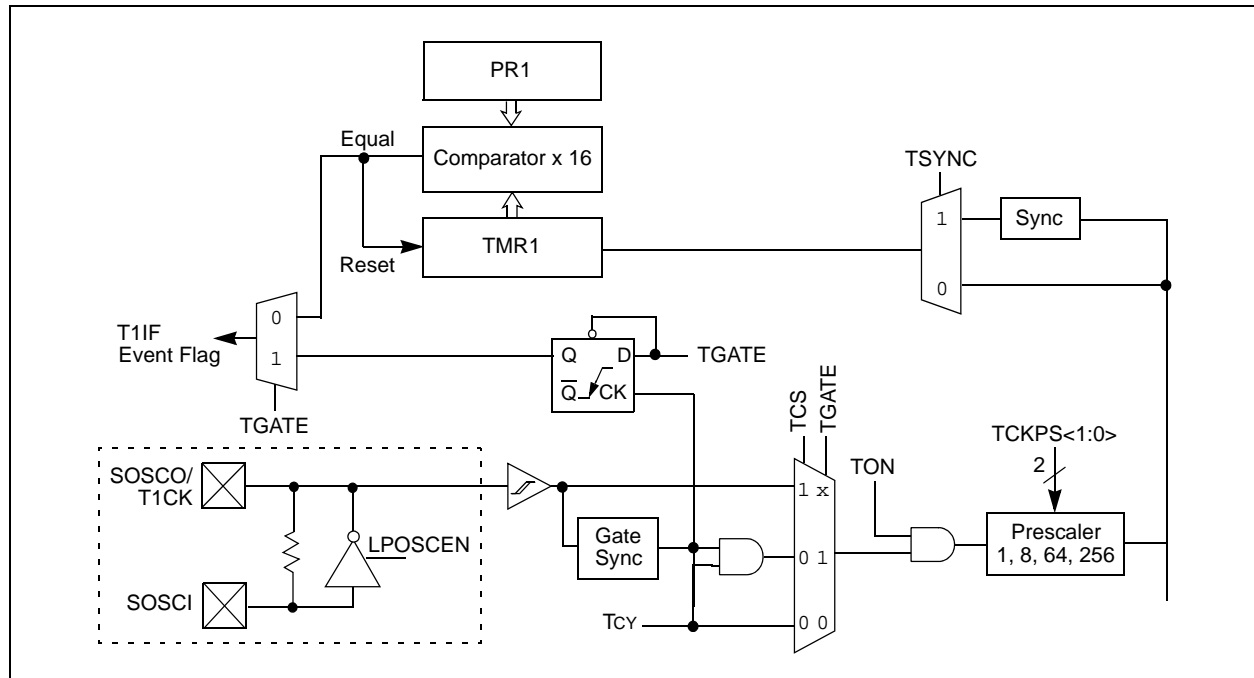 PR1
Equal
Comparator x 16
TSYNC
1
Sync
Reset
TMR1
0
T1IF
Event Flag
0
1
Q
D
TGATE
Q
CK
TGATE
TCS
TGATE
TCKPS<1:0>
2
TON
SOSCO/
T1CK
1 x
LPOSCEN
Gate
Sync
0 1
Prescaler
1, 8, 64, 256
SOSCI
TCY
0 0